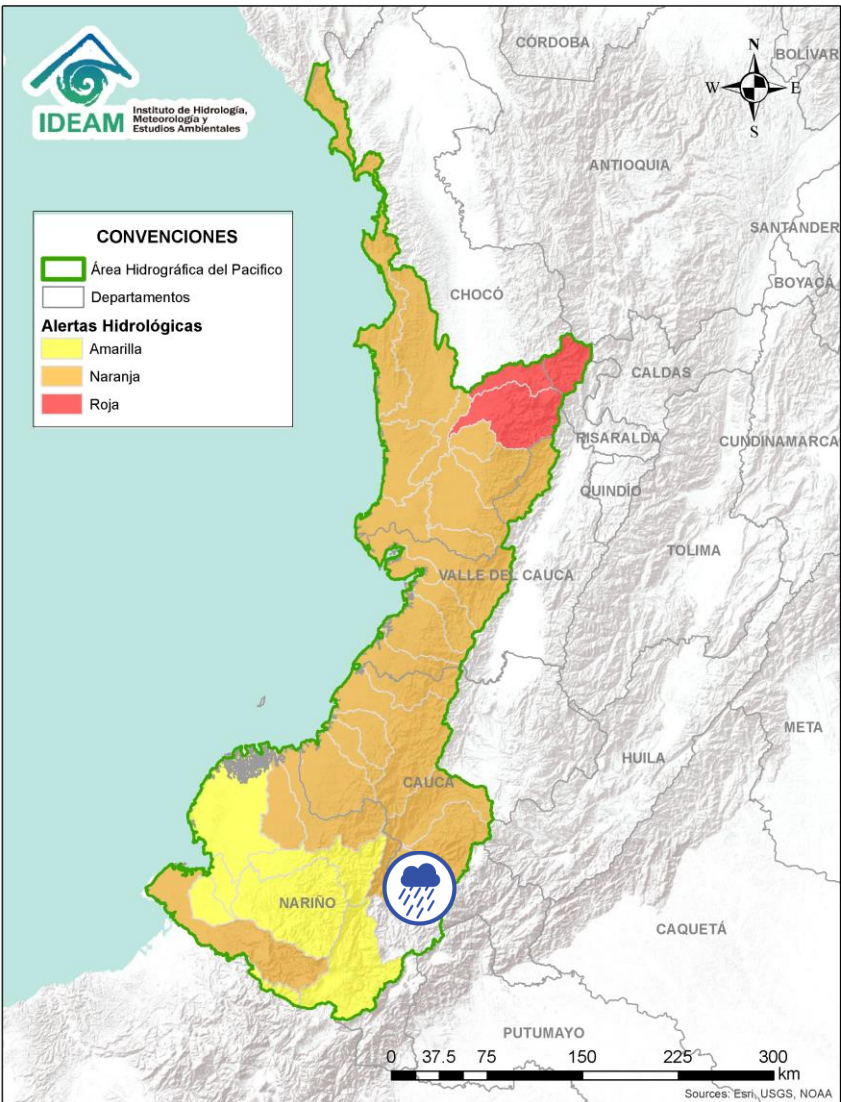 IDEAM
Instituto de Hidrología,
Meteorología y
Estudios Ambientales
N
W
E
S
CÓRDOBA
BOLIVAR
ANTIOQUIA
SANTANDER
BOYACÁ
CONVENCIONES
Área Hidrográfica del Pacifico
Departamentos
Alertas Hidrológicas
Amarilla
Naranja
Roja
CHOCÓ
CALDAS
RISARALDA
CUNDINAMARCA
QUINDÍO
TOLIMA
VALLE DEL CAUCA
META
HUILA
CAUCA
NARIÑO
CAQUETÁ
PUTUMAYO
0 37.5 75 150 225 300
km
Sources: Esri, USGS, NOAA